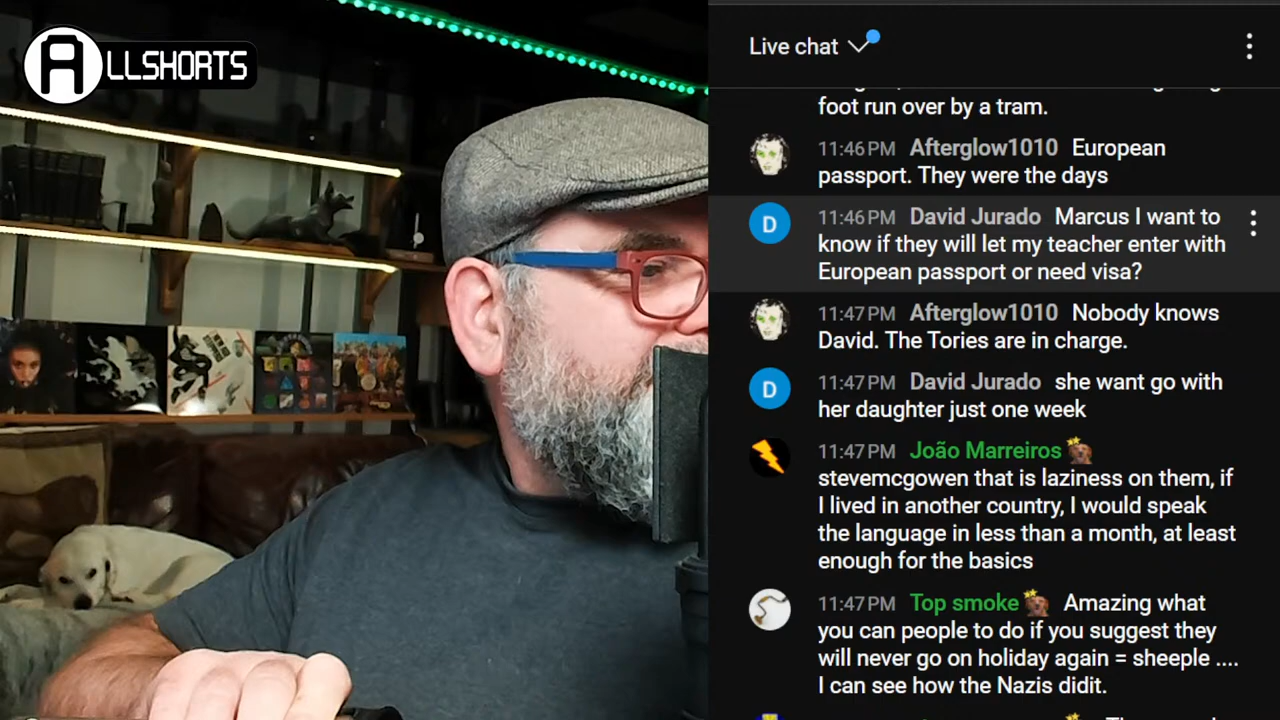 ALLSHORTS
Live chat
foot run over by a tram.
11:46 PM Afterglow1010 European
passport. They were the days
11:46 PM David Jurado Marcus I want to
know if they will let my teacher enter with
European passport or need visa?
11:47 PM Afterglow1010 Nobody knows
David. The Tories are in charge.
11:47 PM David Jurado she want go with
her daughter just one week
11:47 PM João Marreiros
stevemcgowen that is laziness on them, if
I lived in another country, I would speak
the language in less than a month, at least
enough for the basics
11:47 PM Top smoke Amazing what
you can people to do if you suggest they
will never go on holiday again = sheeple ....
I can see how the Nazis didit.